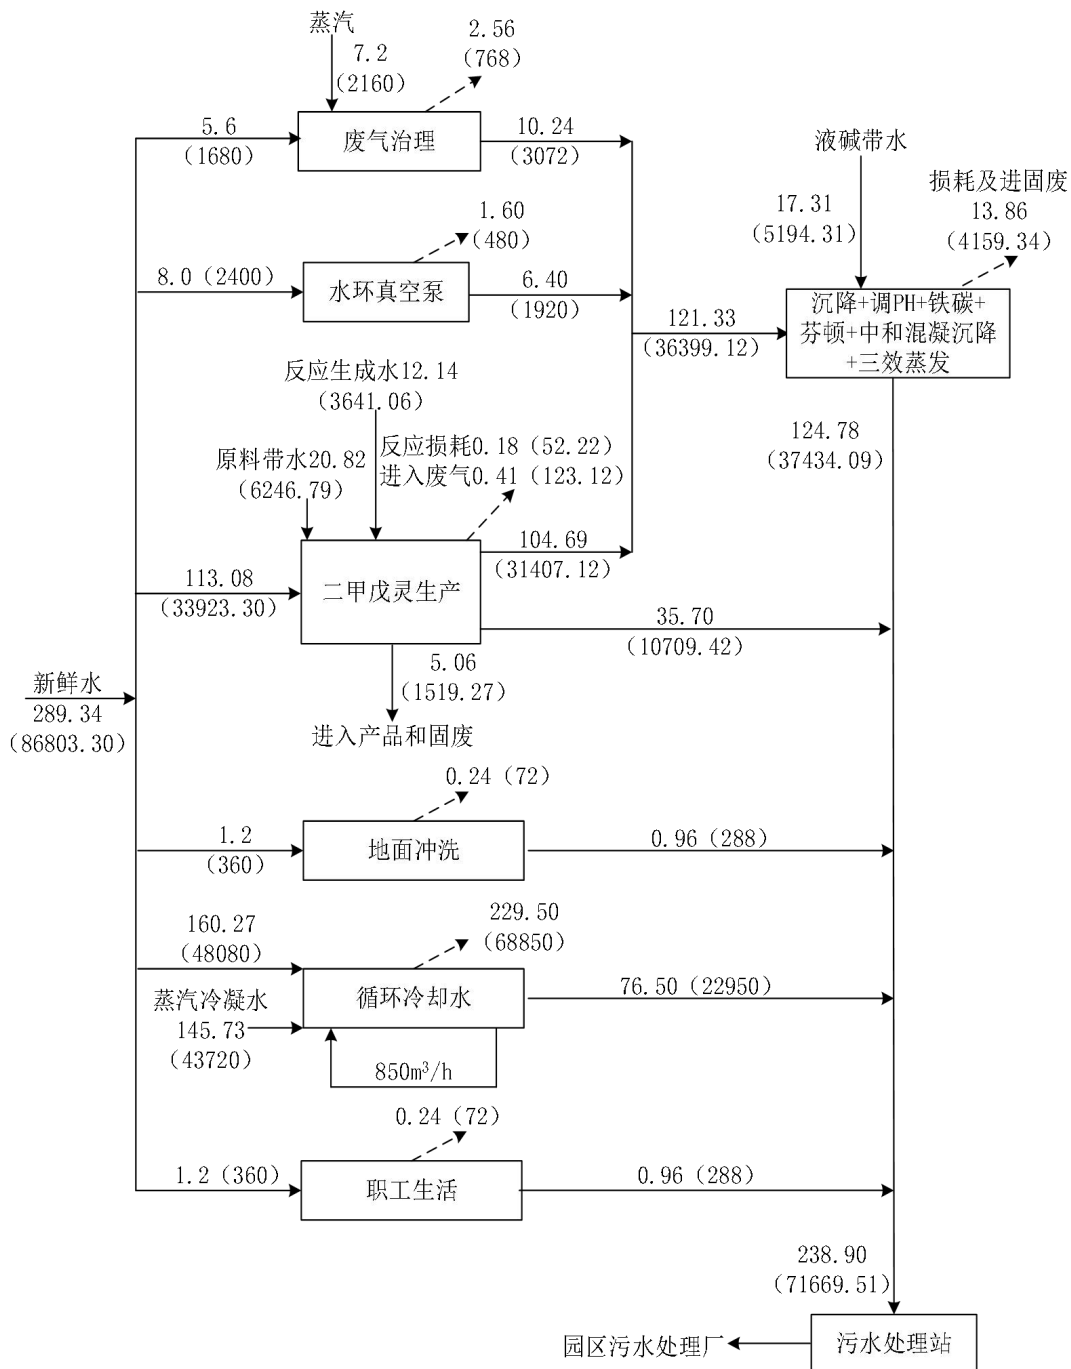 蒸汽
7.2
(2160)
2.56
(768)
5.6
(1680)
废气治理
10.24
(3072)
液碱带水
17.31
(5194.31)
损耗及进固废
13.86
(4159.34)
1.60
(480)
8.0(2400)
水环真空泵
6.40
(1920)
121.33
(36399.12)
沉降+调PH+铁碳+
芬顿+中和混凝沉降
+三效蒸发
反应生成水12.14
(3641.06)
原料带水20.82
(6246.79)
反应损耗0.18(52.22)
进入废气0.41(123.12)
124.78
(37434.09)
113.08
(33923.30)
二甲戊灵生产
104.69
(31407.12)
35.70
(10709.42)
5.06
(1519.27)
进入产品和固废
新鲜水
289.34
(86803.30)
0.24(72)
1.2
(360)
地面冲洗
0.96(288)
160.27
(48080)
229.50
(68850)
蒸汽冷凝水
145.73
(43720)
循环冷却水
76.50(22950)
850m³/h
0.24(72)
1.2(360)
职工生活
0.96(288)
238.90
(71669.51)
园区污水处理厂
污水处理站